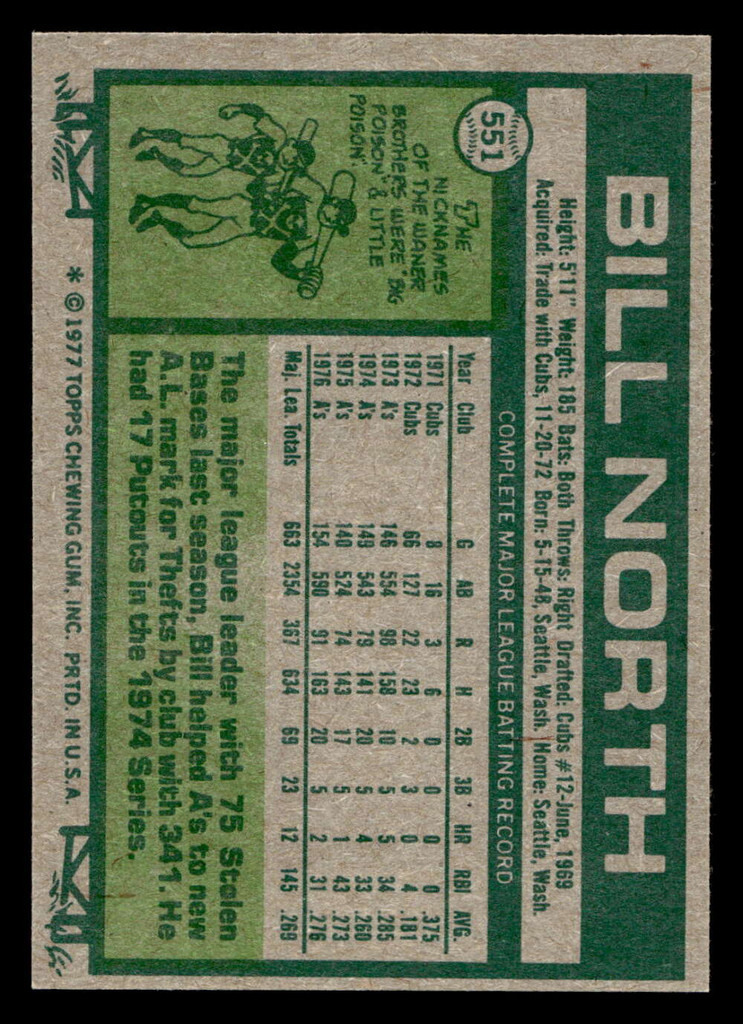 551
BILL NORTH
Height: 5'11" Weight: 185 Bats: Both Throws: Right Drafted: Cubs #12-June, 1969
Acquired: Trade with Cubs, 11-20-72 Born: 5-15-48, Seattle, Wash. Home: Seattle, Wash.
COMPLETE MAJOR LEAGUE BATTING RECORD
THE
NICKNAMES
OF THE WANER
BROTHERS WERE "BIG
POISON" & LITTLE
POISON"
Year Club G AB R H 2B 3B HR RBI AVG.
1971 Cubs 8 16 3 6 0 0 0 0 .375
1972 Cubs 66 127 22 23 2 3 0 4 .181
1973 A's 146 554 98 158 10 5 5 34 .285
1974 A's 149 543 79 141 20 5 4 33 .260
1975 A's 140 524 74 143 17 5 1 43 .273
1976 A's 154 590 91 163 20 5 2 31 .276
Maj. Lea. Totals 663 2354 367 634 69 23 12 145 .269
The major league leader with 75 Stolen
Bases last season, Bill helped A's to new
A.L. mark for Thefts by club with 341. He
had 17 Putouts in the 1974 Series.
* © 1977 TOPPS CHEWING GUM, INC. PRTD. IN U.S.A.